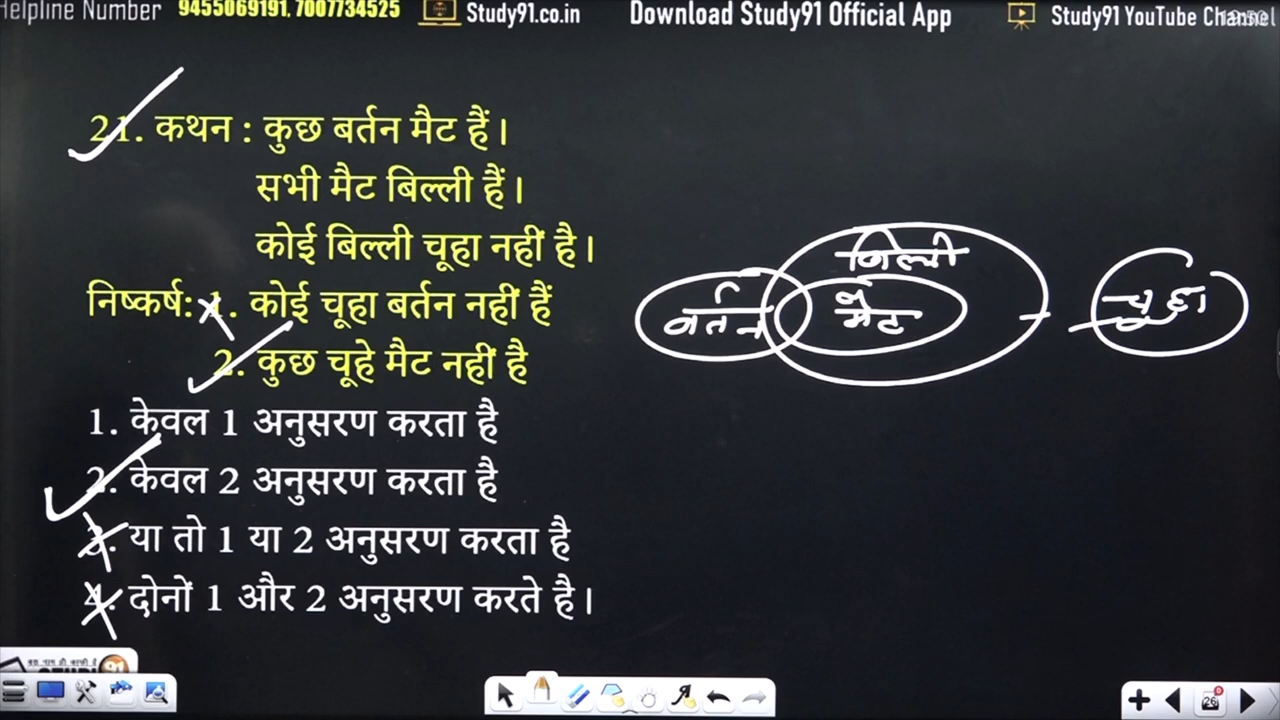 Helpline Number 9455069191. 7007734525 Study91.co.in Download Study91 Official App Study91 YouTube Channel
21. कथन : कुछ बर्तन मैट हैं।
सभी मैट बिल्ली हैं।
कोई बिल्ली चूहा नहीं है।
निष्कर्ष: 1. कोई चूहा बर्तन नहीं हैं
2. कुछ चूहे मैट नहीं है
1. केवल 1 अनुसरण करता है
2. केवल 2 अनुसरण करता है
3. या तो 1 या 2 अनुसरण करता है
4. दोनों 1 और 2 अनुसरण करते है।
बिल्ली
बर्तन
मैट
चूहा
26